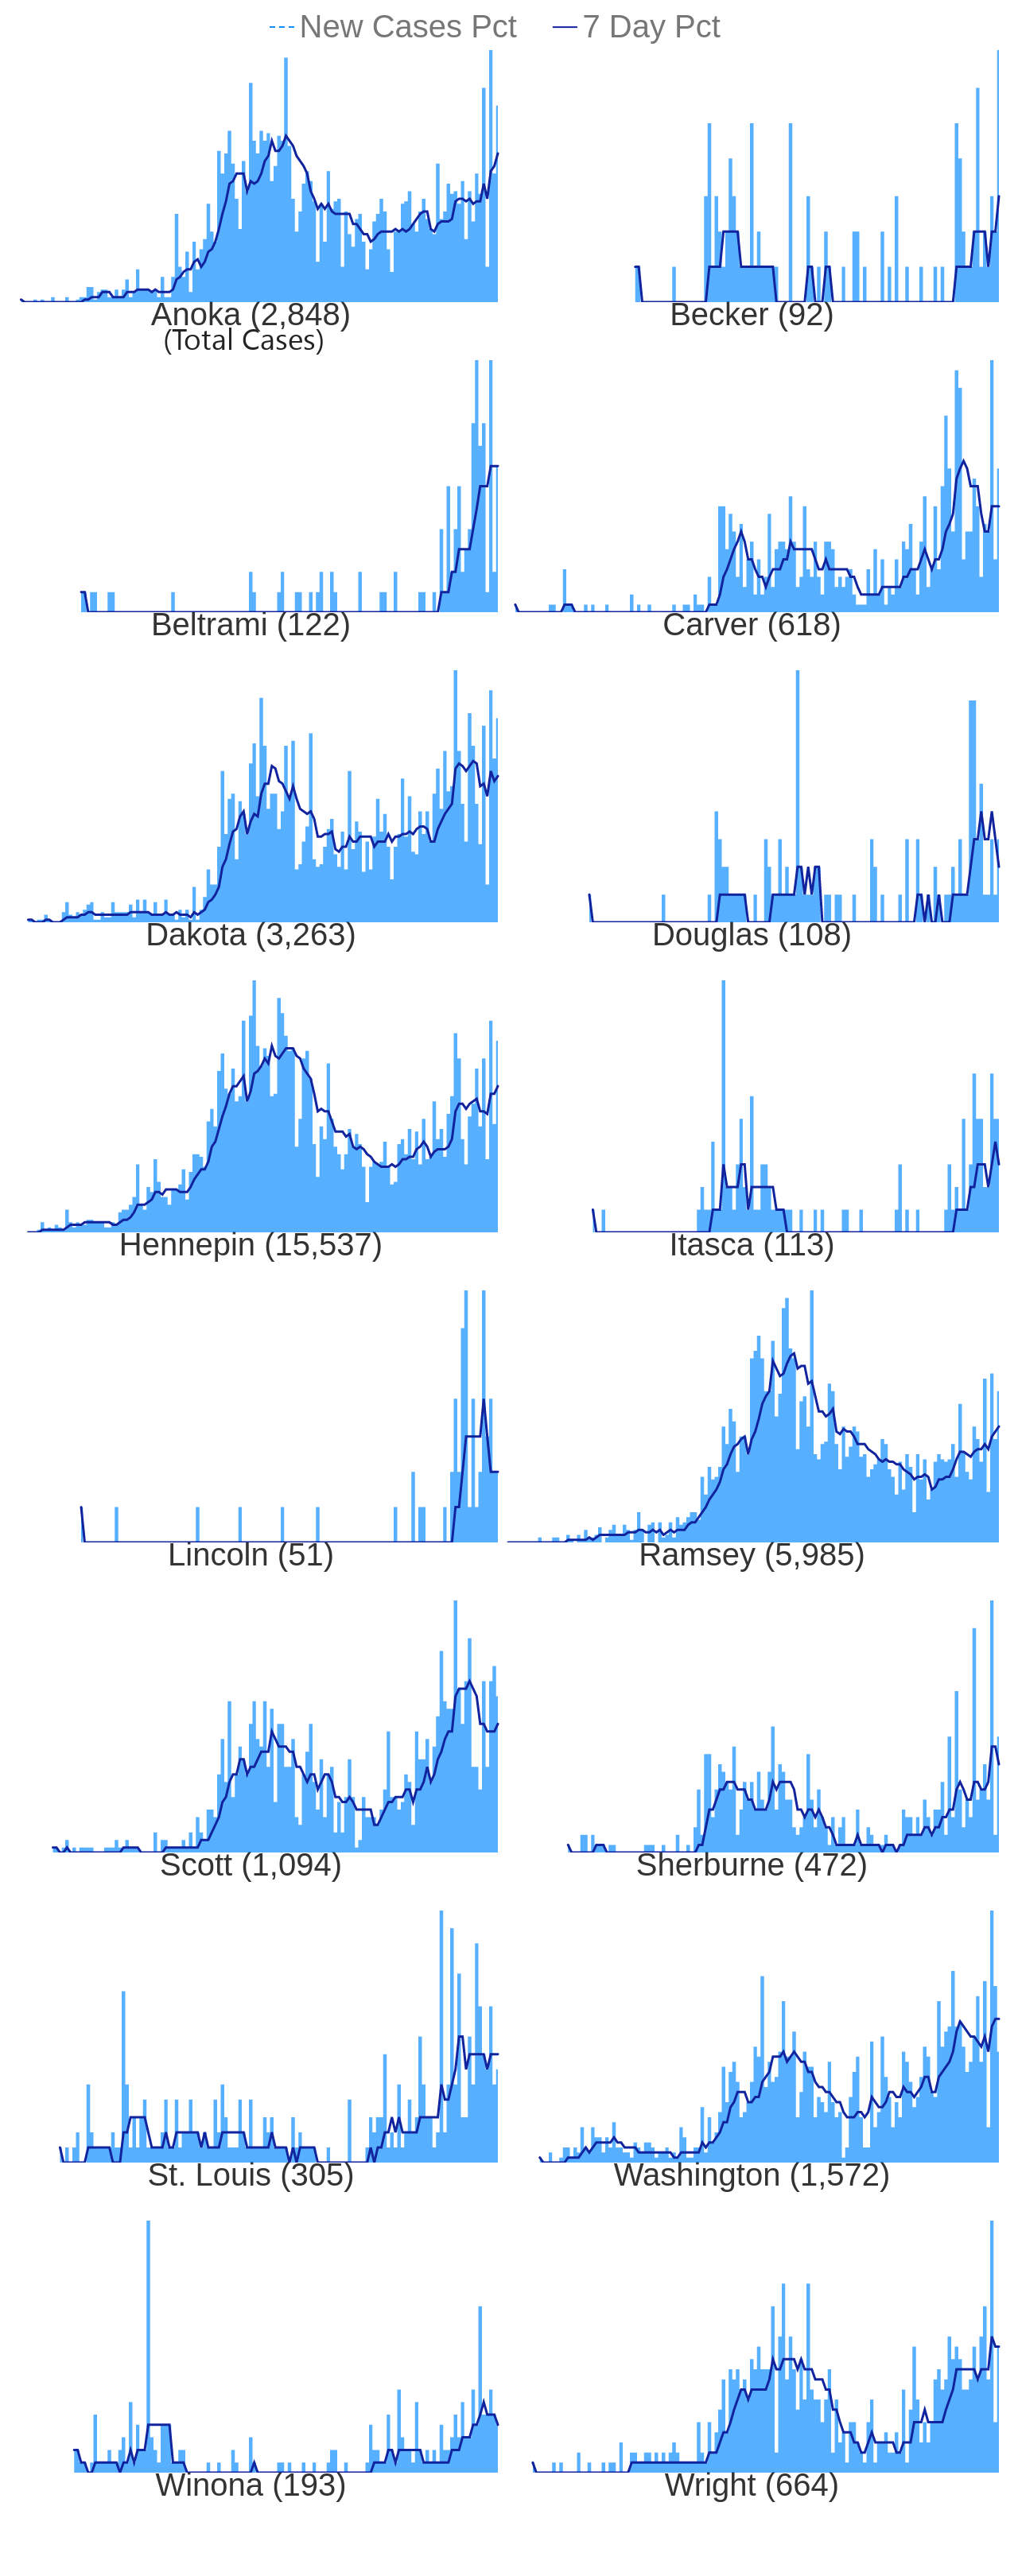 New Cases Pct 7 Day Pct
Anoka (2,848) Becker (92)
(Total Cases)
Beltrami (122) Carver (618)
Dakota (3,263) Douglas (108)
Hennepin (15,537) Itasca (113)
Lincoln (51) Ramsey (5,985)
Scott (1,094) Sherburne (472)
St. Louis (305) Washington (1,572)
Winona (193) Wright (664)